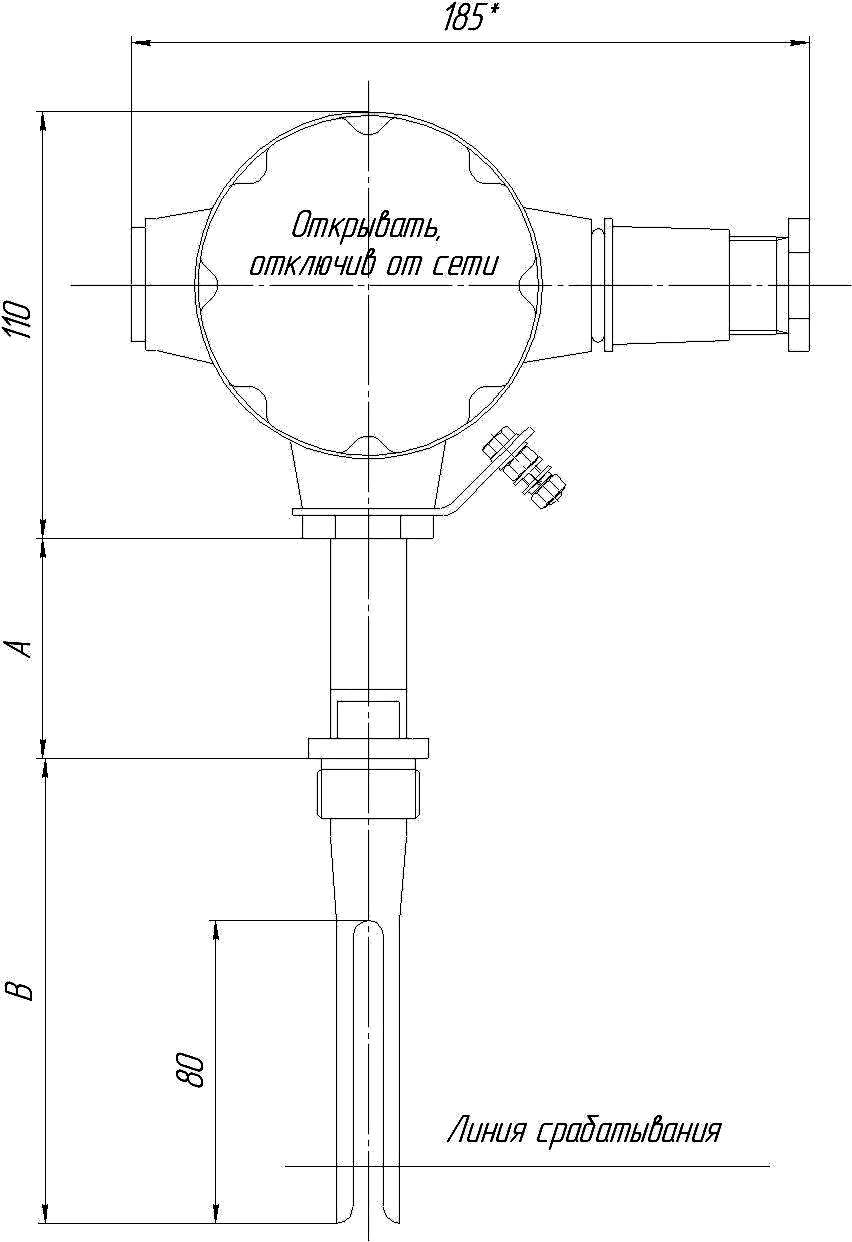 185*
Открывать,
отключив от сети
110
А
В
80
Линия срабатывания